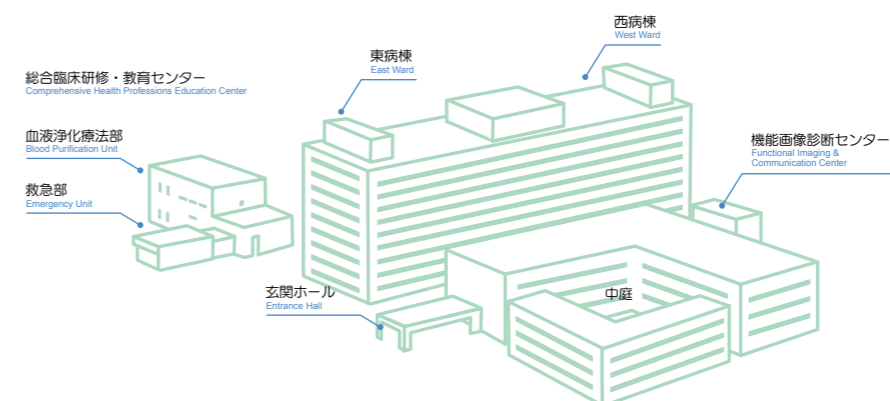 西病棟
West Ward
東病棟
East Ward
総合臨床研修・教育センター
Comprehensive Health Professions Education Center
血液浄化療法部
Blood Purification Unit
救急部
Emergency Unit
機能画像診断センター
Functional Imaging &
Communication Center
玄関ホール
Entrance Hall
中庭